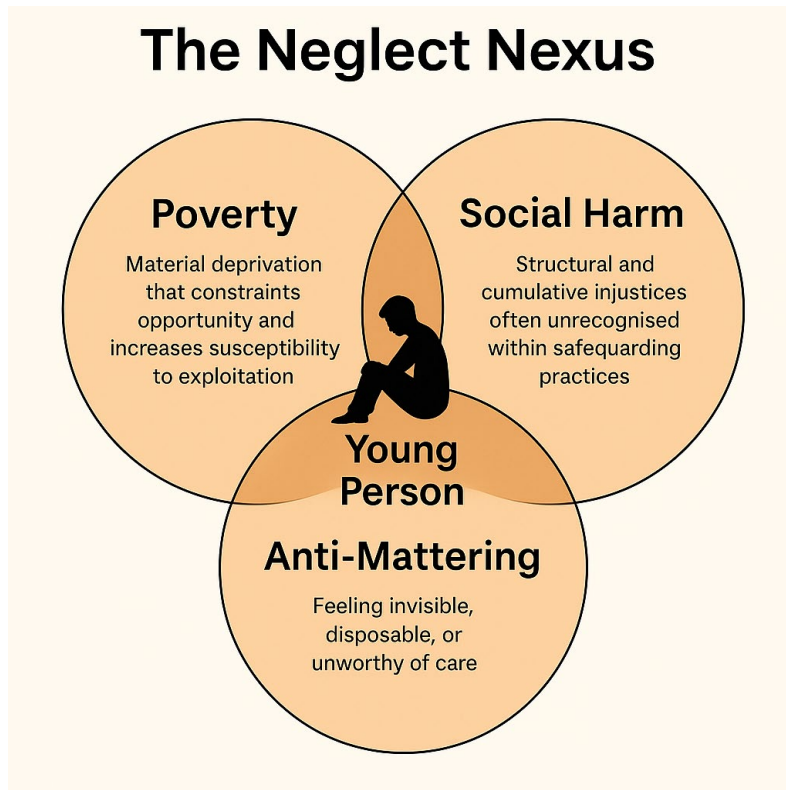 The Neglect Nexus
Poverty
Material deprivation
that constraints
opportunity and
increases susceptibility
to exploitation
Social Harm
Structural and
cumulative injustices
often unrecognised
within safequarding
practices
Young
Person
Anti-Mattering
Feeling invisible,
disposable, or
unworthy of care